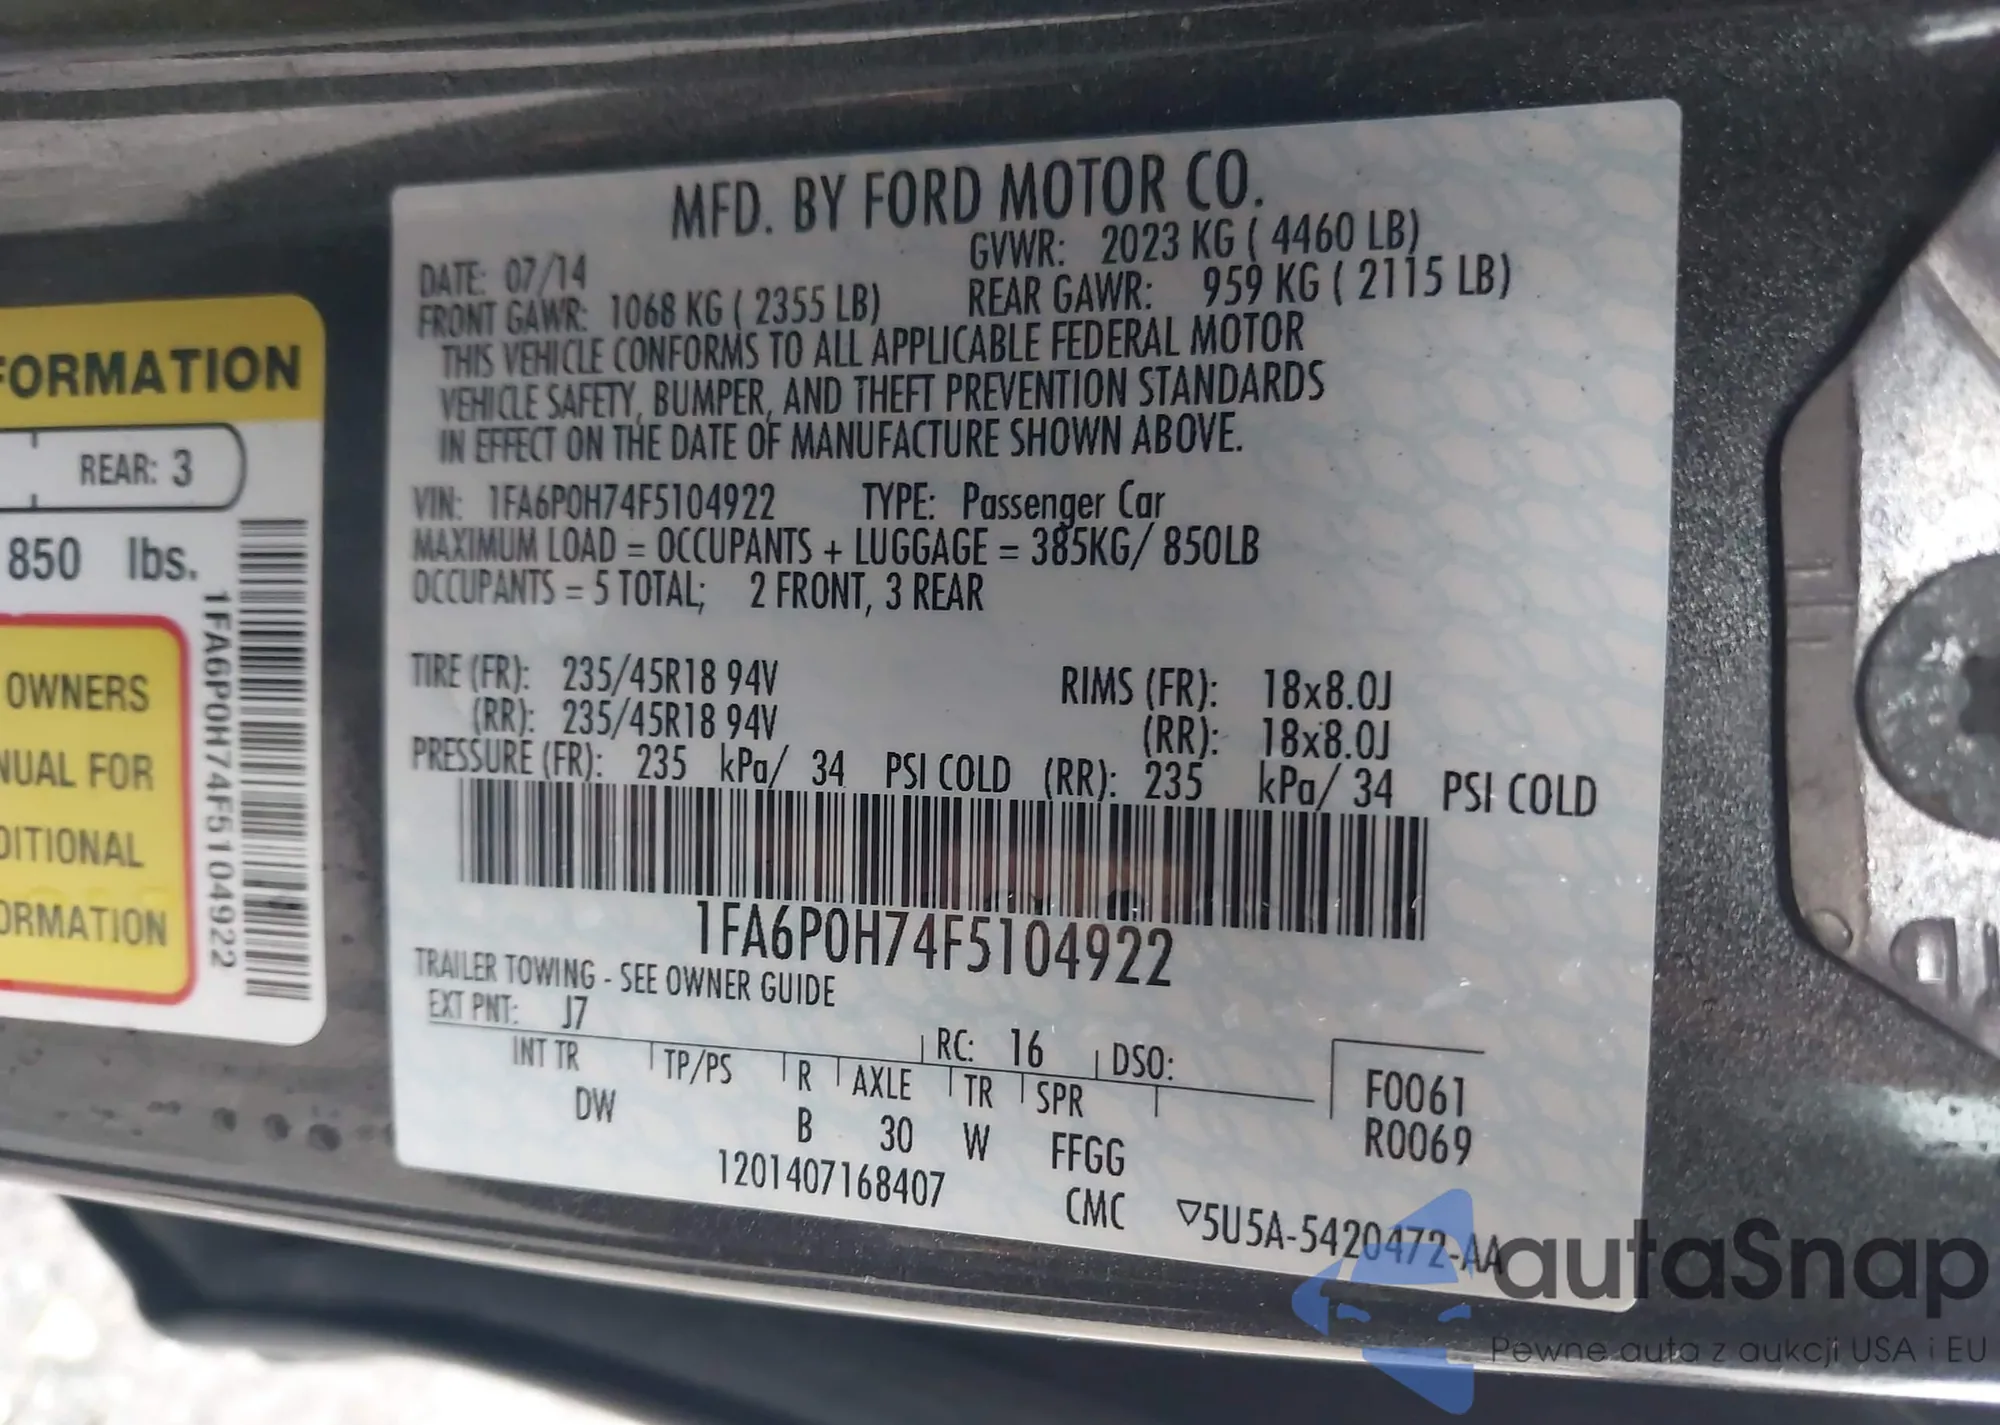 FORMATION
REAR: 3
850 lbs.
OWNERS
NUAL FOR
DITIONAL
ORMATION
1FA6P0H74F5104922
MFD. BY FORD MOTOR CO.
DATE: 07/14 GVWR: 2023 KG ( 4460 LB)
FRONT GAWR: 1068 KG ( 2355 LB) REAR GAWR: 959 KG ( 2115 LB)
THIS VEHICLE CONFORMS TO ALL APPLICABLE FEDERAL MOTOR
VEHICLE SAFETY, BUMPER, AND THEFT PREVENTION STANDARDS
IN EFFECT ON THE DATE OF MANUFACTURE SHOWN ABOVE.
VIN: 1FA6P0H74F5104922 TYPE: Passenger Car
MAXIMUM LOAD = OCCUPANTS + LUGGAGE = 385KG/ 850LB
OCCUPANTS = 5 TOTAL; 2 FRONT, 3 REAR
TIRE (FR): 235/45R18 94V RIMS (FR): 18x8.0J
(RR): 235/45R18 94V (RR): 18x8.0J
PRESSURE (FR): 235 kPa/ 34 PSI COLD (RR): 235 kPa/ 34 PSI COLD
1FA6P0H74F5104922
TRAILER TOWING - SEE OWNER GUIDE
EXT PNT: J7 RC: 16 DSO:
INT TR TP/PS R AXLE TR SPR F0061
DW B 30 W FFGG R0069
1201407168407 CMC ▽5U5A-5420472-AA
autaSnap
Pewne auta z aukcji USA i EU